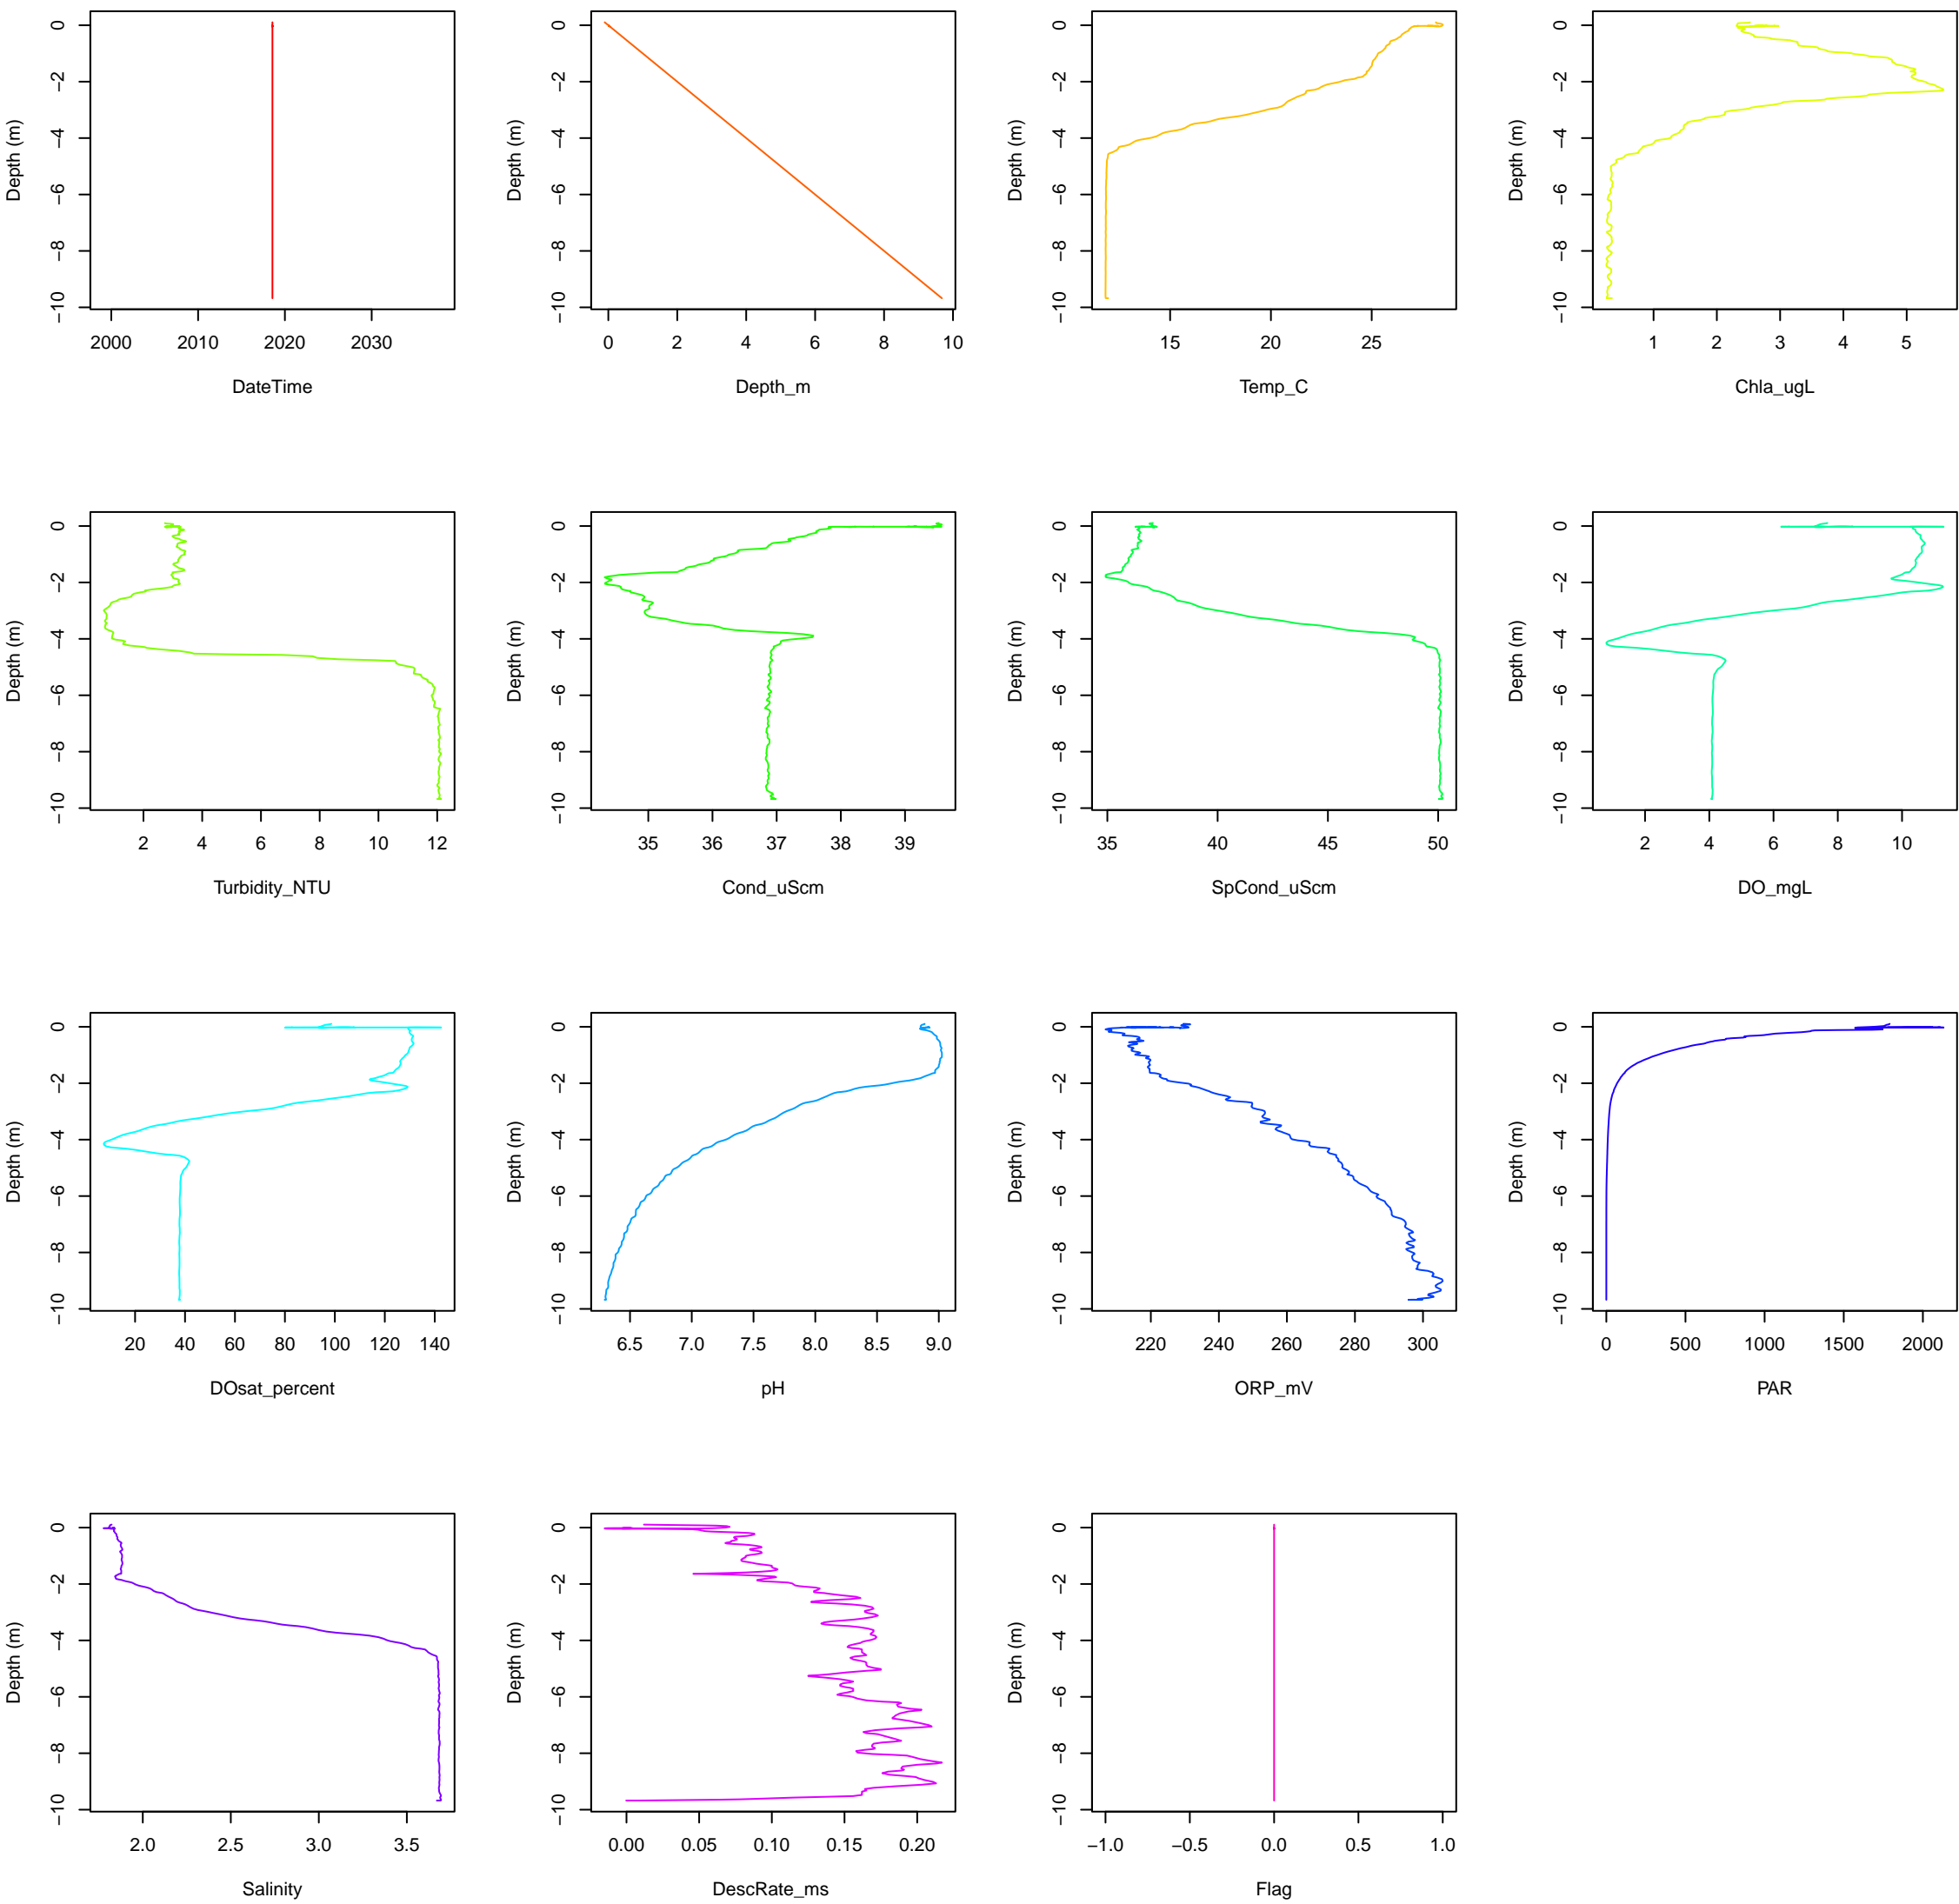 Depth (m)
−10 −8 −6 −4 −2 0
2000 2010 2020 2030
DateTime
Depth (m)
−10 −8 −6 −4 −2 0
0 2 4 6 8 10
Depth_m
Depth (m)
−10 −8 −6 −4 −2 0
15 20 25
Temp_C
Depth (m)
−10 −8 −6 −4 −2 0
1 2 3 4 5
Chla_ugL
Depth (m)
−10 −8 −6 −4 −2 0
2 4 6 8 10 12
Turbidity_NTU
Depth (m)
−10 −8 −6 −4 −2 0
35 36 37 38 39
Cond_uScm
Depth (m)
−10 −8 −6 −4 −2 0
35 40 45 50
SpCond_uScm
Depth (m)
−10 −8 −6 −4 −2 0
2 4 6 8 10
DO_mgL
Depth (m)
−10 −8 −6 −4 −2 0
20 40 60 80 100 120 140
DOsat_percent
Depth (m)
−10 −8 −6 −4 −2 0
6.5 7.0 7.5 8.0 8.5 9.0
pH
Depth (m)
−10 −8 −6 −4 −2 0
220 240 260 280 300
ORP_mV
Depth (m)
−10 −8 −6 −4 −2 0
0 500 1000 1500 2000
PAR
Depth (m)
−10 −8 −6 −4 −2 0
2.0 2.5 3.0 3.5
Salinity
Depth (m)
−10 −8 −6 −4 −2 0
0.00 0.05 0.10 0.15 0.20
DescRate_ms
Depth (m)
−10 −8 −6 −4 −2 0
−1.0 −0.5 0.0 0.5 1.0
Flag